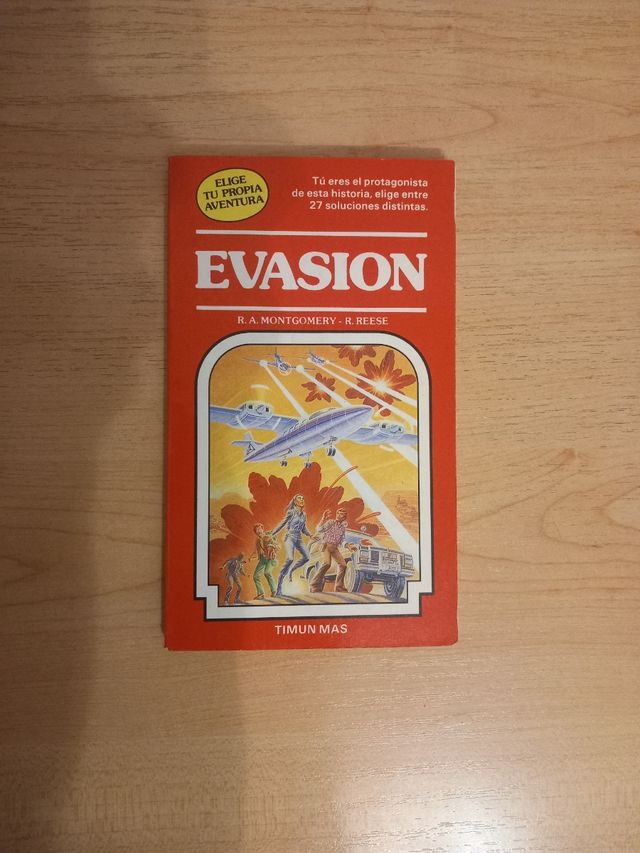 ELIGE
TU PROPIA
AVENTURA
Tú eres el protagonista
de esta historia, elige entre
27 soluciones distintas.
EVASION
R. A. MONTGOMERY - R. REESE
TIMUN MAS